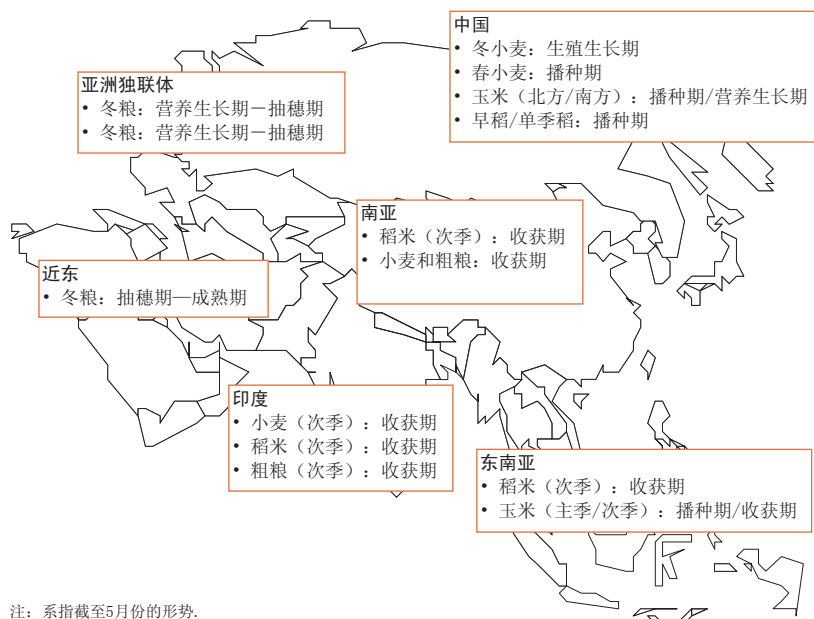 中国
• 冬小麦：生殖生长期
• 春小麦：播种期
• 玉米（北方/南方）：播种期/营养生长期
• 早稻/单季稻：播种期
亚洲独联体
• 冬粮：营养生长期－抽穗期
• 冬粮：营养生长期－抽穗期
南亚
• 稻米（次季）：收获期
• 小麦和粗粮：收获期
近东
• 冬粮：抽穗期—成熟期
印度
• 小麦（次季）：收获期
• 稻米（次季）：收获期
• 粗粮（次季）：收获期
东南亚
• 稻米（次季）：收获期
• 玉米（主季/次季）：播种期/收获期
注：系指截至5月份的形势.